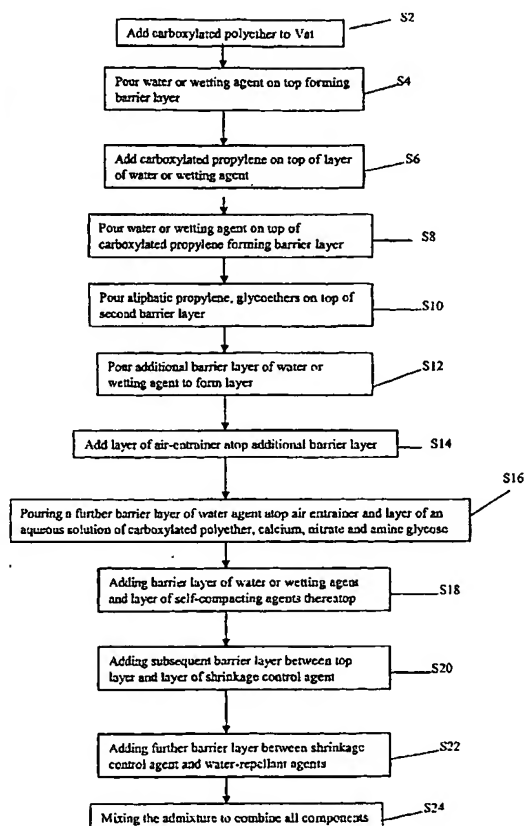 S2
Add carboxylated polyether to Vat
S4
Pour water or wetting agent on top forming
barrier layer
S6
Add carboxylated propylene on top of layer
of water or wetting agent
S8
Pour water or wetting agent on top of
carboxylated propylene forming barrier layer
S10
Pour aliphatic propylene, glycoethers on top of
second barrier layer
S12
Pour additional barrier layer of water or
wetting agent to form layer
S14
Add layer of air-entrainer atop additional barrier layer
S16
Pouring a further barrier layer of water agent atop air entrainer and layer of an
aqueous solution of carboxylated polyether, calcium, nitrate and amine glycose
S18
Adding barrier layer of water or wetting agent
and layer of self-compacting agents thereatop
S20
Adding subsequent barrier layer between top
layer and layer of shrinkage control agent
S22
Adding further barrier layer between shrinkage
control agent and water-repellant agents
S24
Mixing the admixture to combine all components